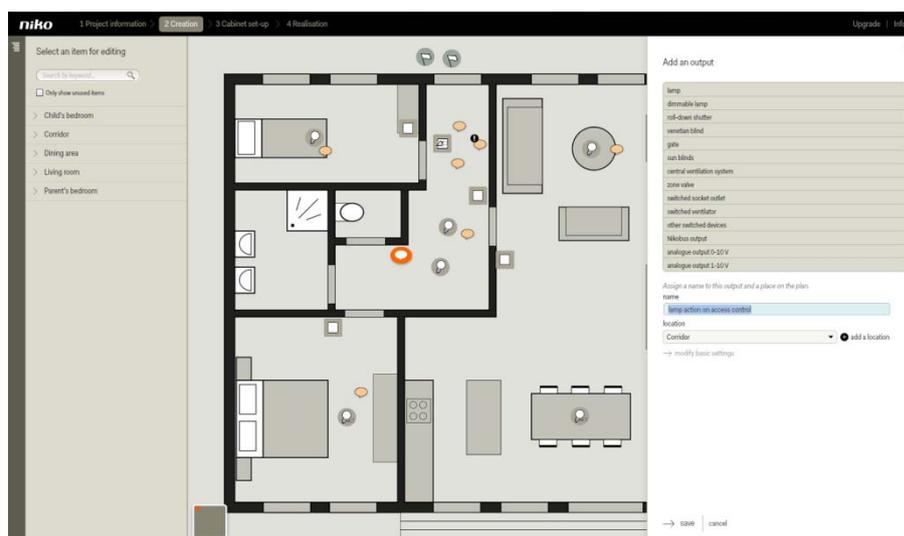 niko
1 Project information
2 Creation
3 Cabinet set-up
4 Realisation
Upgrade
Select an item for editing
Search by keyword...
Only show unused items
Child's bedroom
Corridor
Dining area
Living room
Parent's bedroom
Add an output
lamp
dimmable lamp
roll-down shutter
venetian blind
gate
sun blinds
central ventilation system
zone valve
switched socket outlet
switched ventilator
other switched devices
Nikobus output
analogue output 0-10 V
analogue output 1-10 V
Assign a name to this output and a place on the plan.
name
lamp action on access control
location
Corridor
add a location
modify basic settings
save
cancel